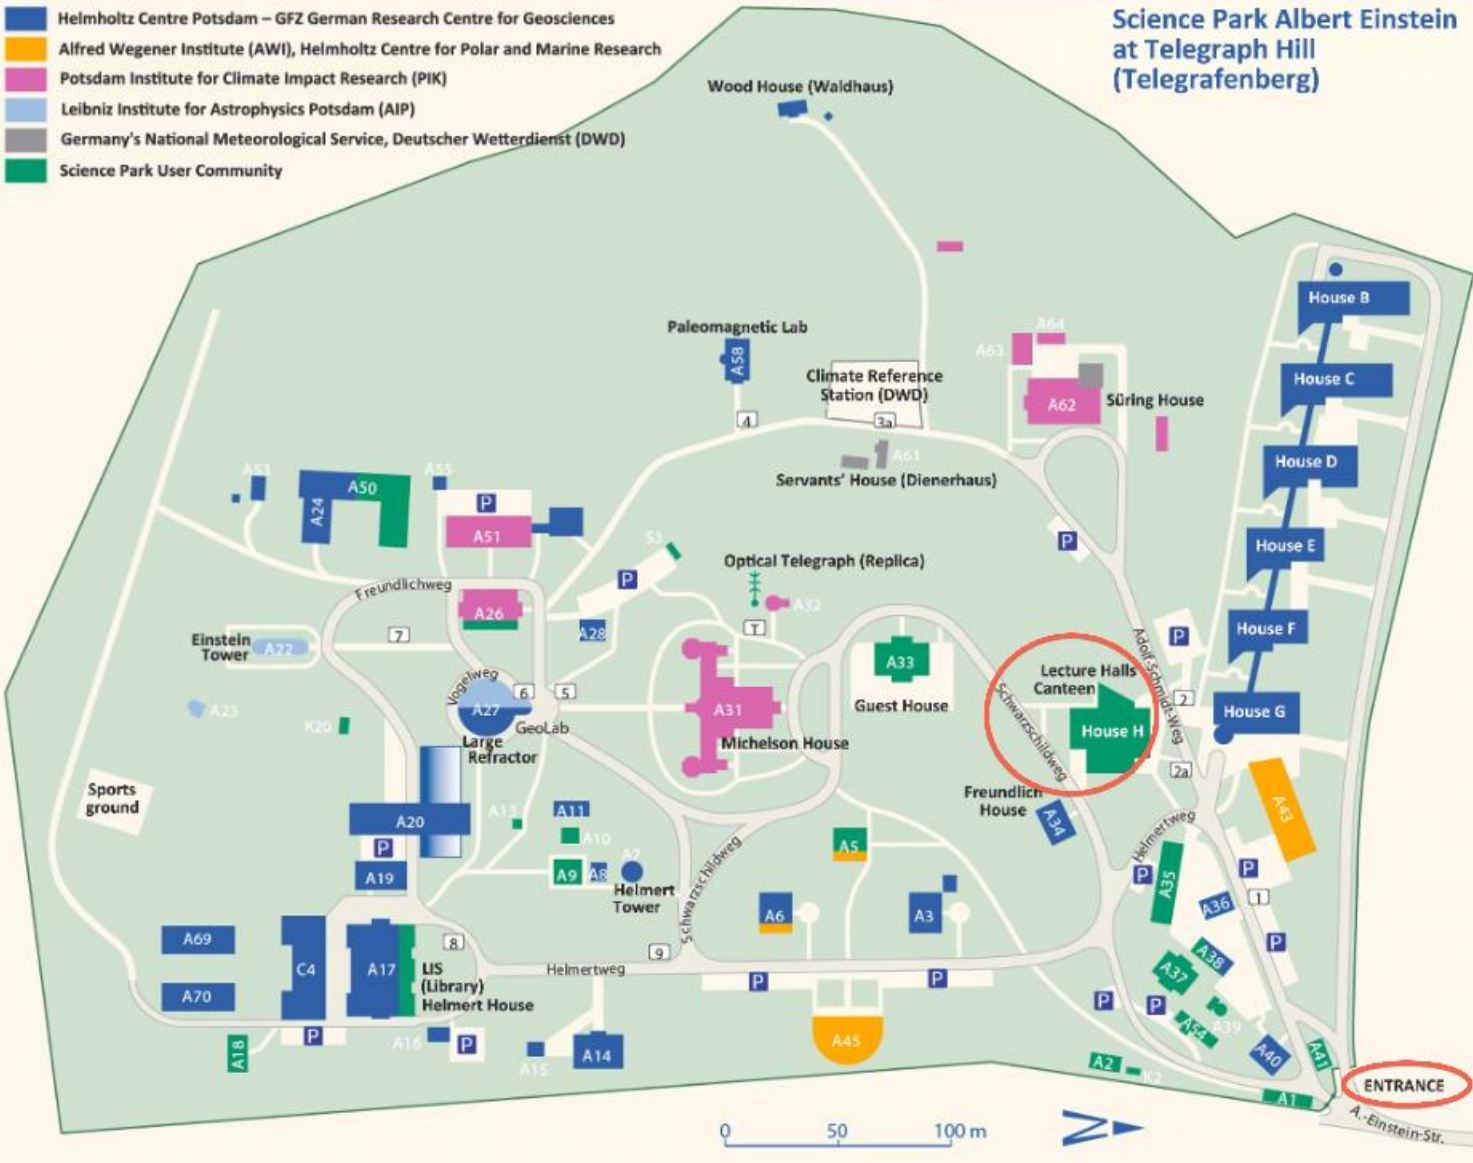 Helmholtz Centre Potsdam – GFZ German Research Centre for Geosciences
Alfred Wegener Institute (AWI), Helmholtz Centre for Polar and Marine Research
Potsdam Institute for Climate Impact Research (PIK)
Leibniz Institute for Astrophysics Potsdam (AIP)
Germany's National Meteorological Service, Deutscher Wetterdienst (DWD)
Science Park User Community
Science Park Albert Einstein
at Telegraph Hill
(Telegrafenberg)
Wood House (Waldhaus)
House B
Paleomagnetic Lab
A58
A64
A63
Climate Reference
Station (DWD)
House C
A62
Süring House
4
3a
A61
Servants' House (Dienerhaus)
House D
A53
A24
A50
A55
P
A51
P
House E
S3
Optical Telegraph (Replica)
P
Freundlichweg
A26
A32
T
A28
7
Einstein
Tower
A22
Adolf-Schmidt-Weg
P
House F
A33
Lecture Halls
Canteen
Vogelweg
6
5
A23
A27
GeoLab
K20
Large
Refractor
A31
Michelson House
Guest House
Schwarzschildweg
House H
2
House G
2a
Sports
ground
A20
A13
A11
A10
Freundlich
House
A34
Helmertweg
A43
P
A19
A9
A8
A7
Helmert
Tower
Schwarzschildweg
A5
P
A35
P
A36
1
A6
A3
A69
C4
A17
8
LIS
(Library)
Helmert House
9
Helmertweg
P
P
A38
P
A37
A70
P
P
A39
A54
A18
P
A16
P
A15
A14
A45
A2
K2
A40
A41
A1
ENTRANCE
A.-Einstein-Str.
0
50
100 m
N